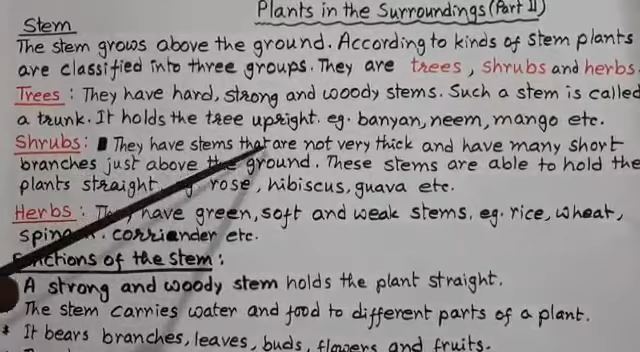 Plants in the Surroundings (Part II)
Stem
The stem grows above the ground. According to kinds of stem plants
are classified into three groups. They are trees, shrubs and herbs.
Trees : They have hard, strong and woody stems. Such a stem is called
a trunk. It holds the tree upright. eg. banyan, neem, mango etc.
Shrubs: They have stems that are not very thick and have many short
branches just above the ground. These stems are able to hold the
plants straight. rose, hibiscus, guava etc.
Herbs : They have green, soft and weak stems. eg. rice, wheat,
corriander etc.
of the stem :
A strong and woody stem holds the plant straight.
The stem carries water and food to different parts of a plant.
* It bears branches, leaves, buds, flowers and fruits.